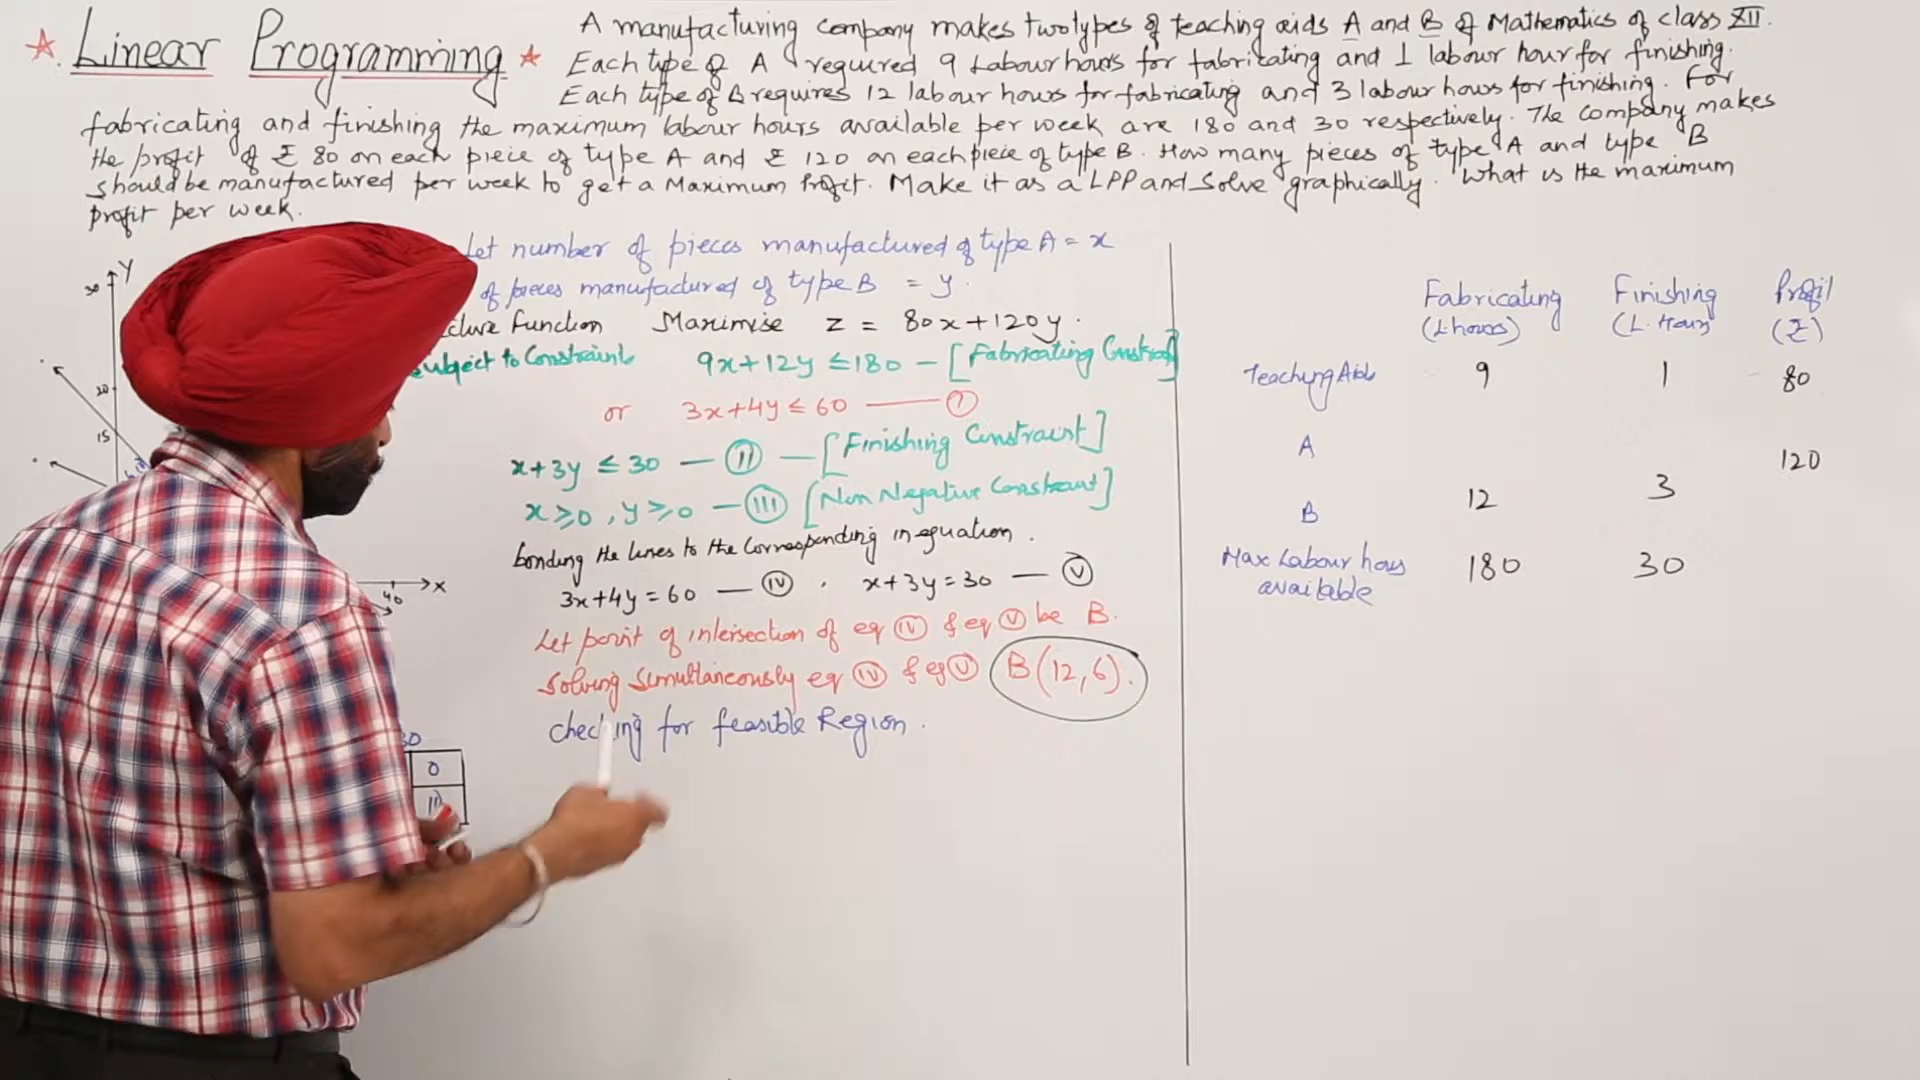 Linear Programming
A manufacturing company makes two types of teaching aids A and B of Mathematics of class XII.
Each type of A required 9 Labour hours for fabricating and 1 labour hour for finishing.
Each type of B requires 12 labour hours for fabricating and 3 labour hours for finishing. For
fabricating and finishing the maximum labour hours available per week are 180 and 30 respectively. The Company makes
the profit of ₹ 80 on each piece of type A and ₹ 120 on each piece of type B. How many pieces of type A and type B
should be manufactured per week to get a Maximum Profit. Make it as a LPP and Solve graphically. What is the maximum
profit per week.
Let number of pieces manufactured of type A = x
of pieces manufactured of type B = y.
ctive Function Maximise z = 80x+120y.
Subject to Constraints 9x+12y ≤ 180 — [Fabricating
or 3x+4y ≤ 60 — (I)
x+3y ≤ 30 — (II) — [Finishing Constraint]
x ≥ 0, y ≥ 0 — (III) [Non Negative Constraint]
the lines to the Corresponding inequation.
3x+4y = 60 — (IV) , x+3y = 30 — (V)
Let point of intersection of eq (IV) & eq (V) be B.
Solving Simultaneously eq (IV) & eq (V) B(12,6).
checking for feasible Region.
Y
30
20
15
40
X
30
0
Fabricating Finishing Profit
(L.hours) (L. Hour) (₹)
Teaching Aids 9 1 80
A
120
B 12 3
Max Labour hours 180 30
available